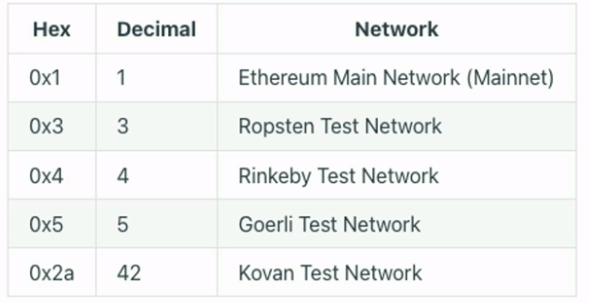 Hex Decimal Network
0x1 1 Ethereum Main Network (Mainnet)
0x3 3 Ropsten Test Network
0x4 4 Rinkeby Test Network
0x5 5 Goerli Test Network
0x2a 42 Kovan Test Network